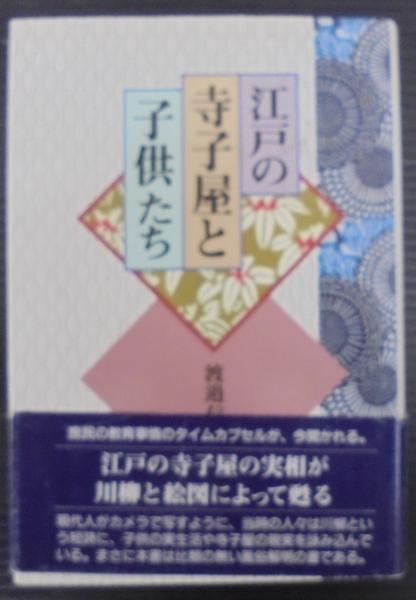 江戸の
寺子屋と
子供たち
渡邉
庶民の教育事情のタイムカプセルが、今開かれる。
江戸の寺子屋の実相が
川柳と絵図によって甦る
現代人がカメラで写すように、当時の人々は川柳とい
う短詩に、子供の実生活や寺子屋の現実を詠み込んで
いる。まさに本書は比類の無い風俗解明の書である。